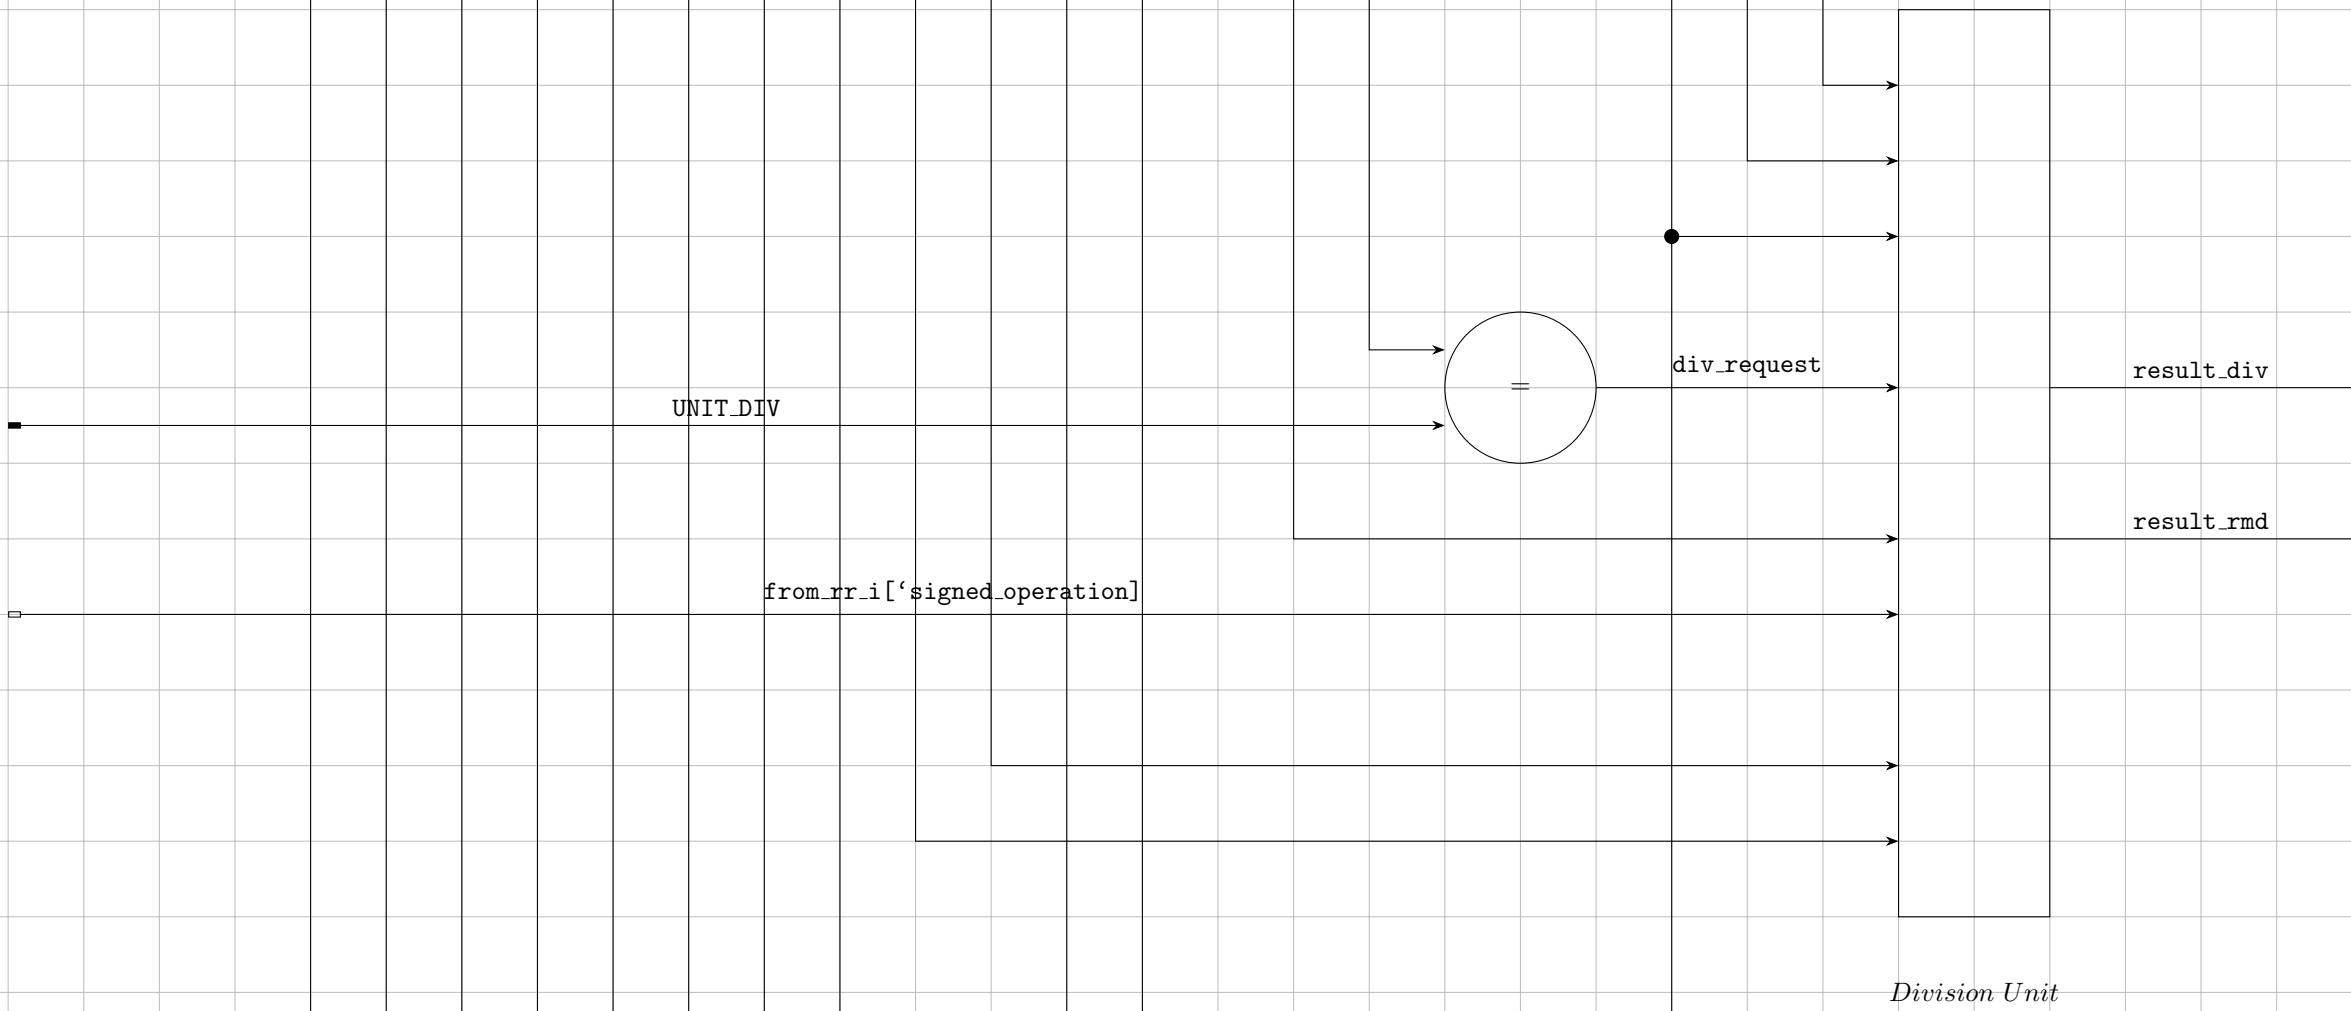 div_request
result_div
=
UNIT_DIV
result_rmd
from_rr_i[‘signed_operation]
Division Unit